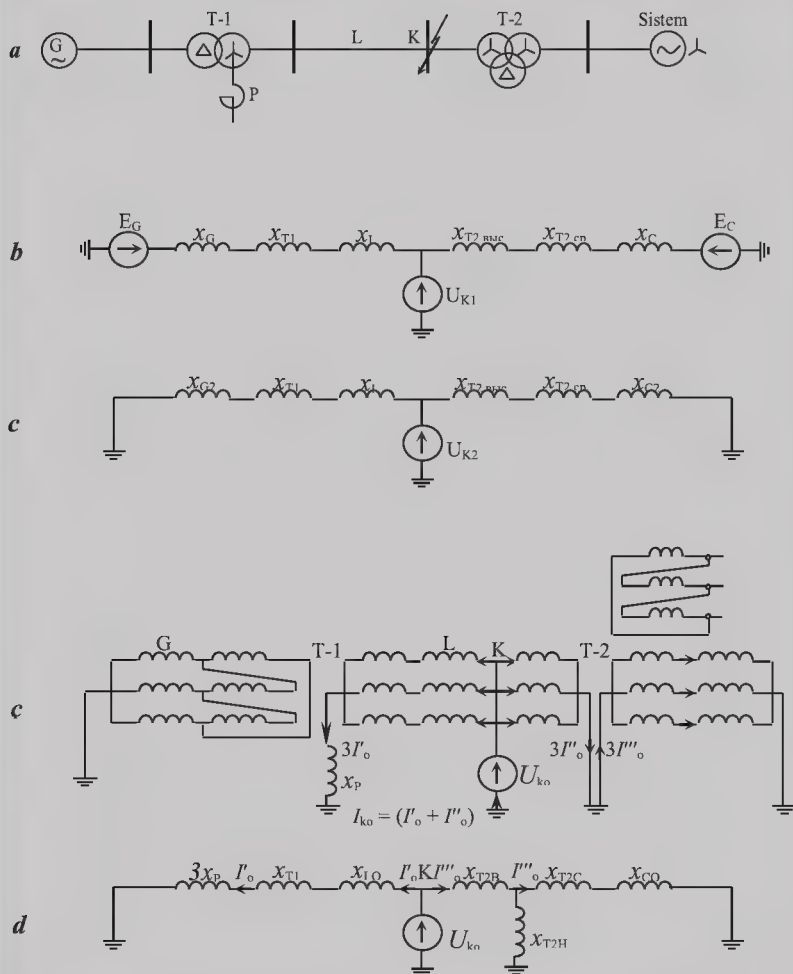 T-1 T-2 Sistem
a G L K P
E_G x_G x_T1 x_L x_T2 выс x_T2 ср x_C E_C
b
U_K1
x_G2 x_T1 x_L x_T2 выс x_T2 ср x_C2
c
U_K2
G T-1 L K T-2
c
3I'_o 3I''_o 3I'''_o
x_P U_ko
I_ko = (I'_o + I''_o)
3x_P I'_o x_T1 x_LO I'_o K I'''_o x_T2B I'''_o x_T2C x_CO
d U_ko x_T2H